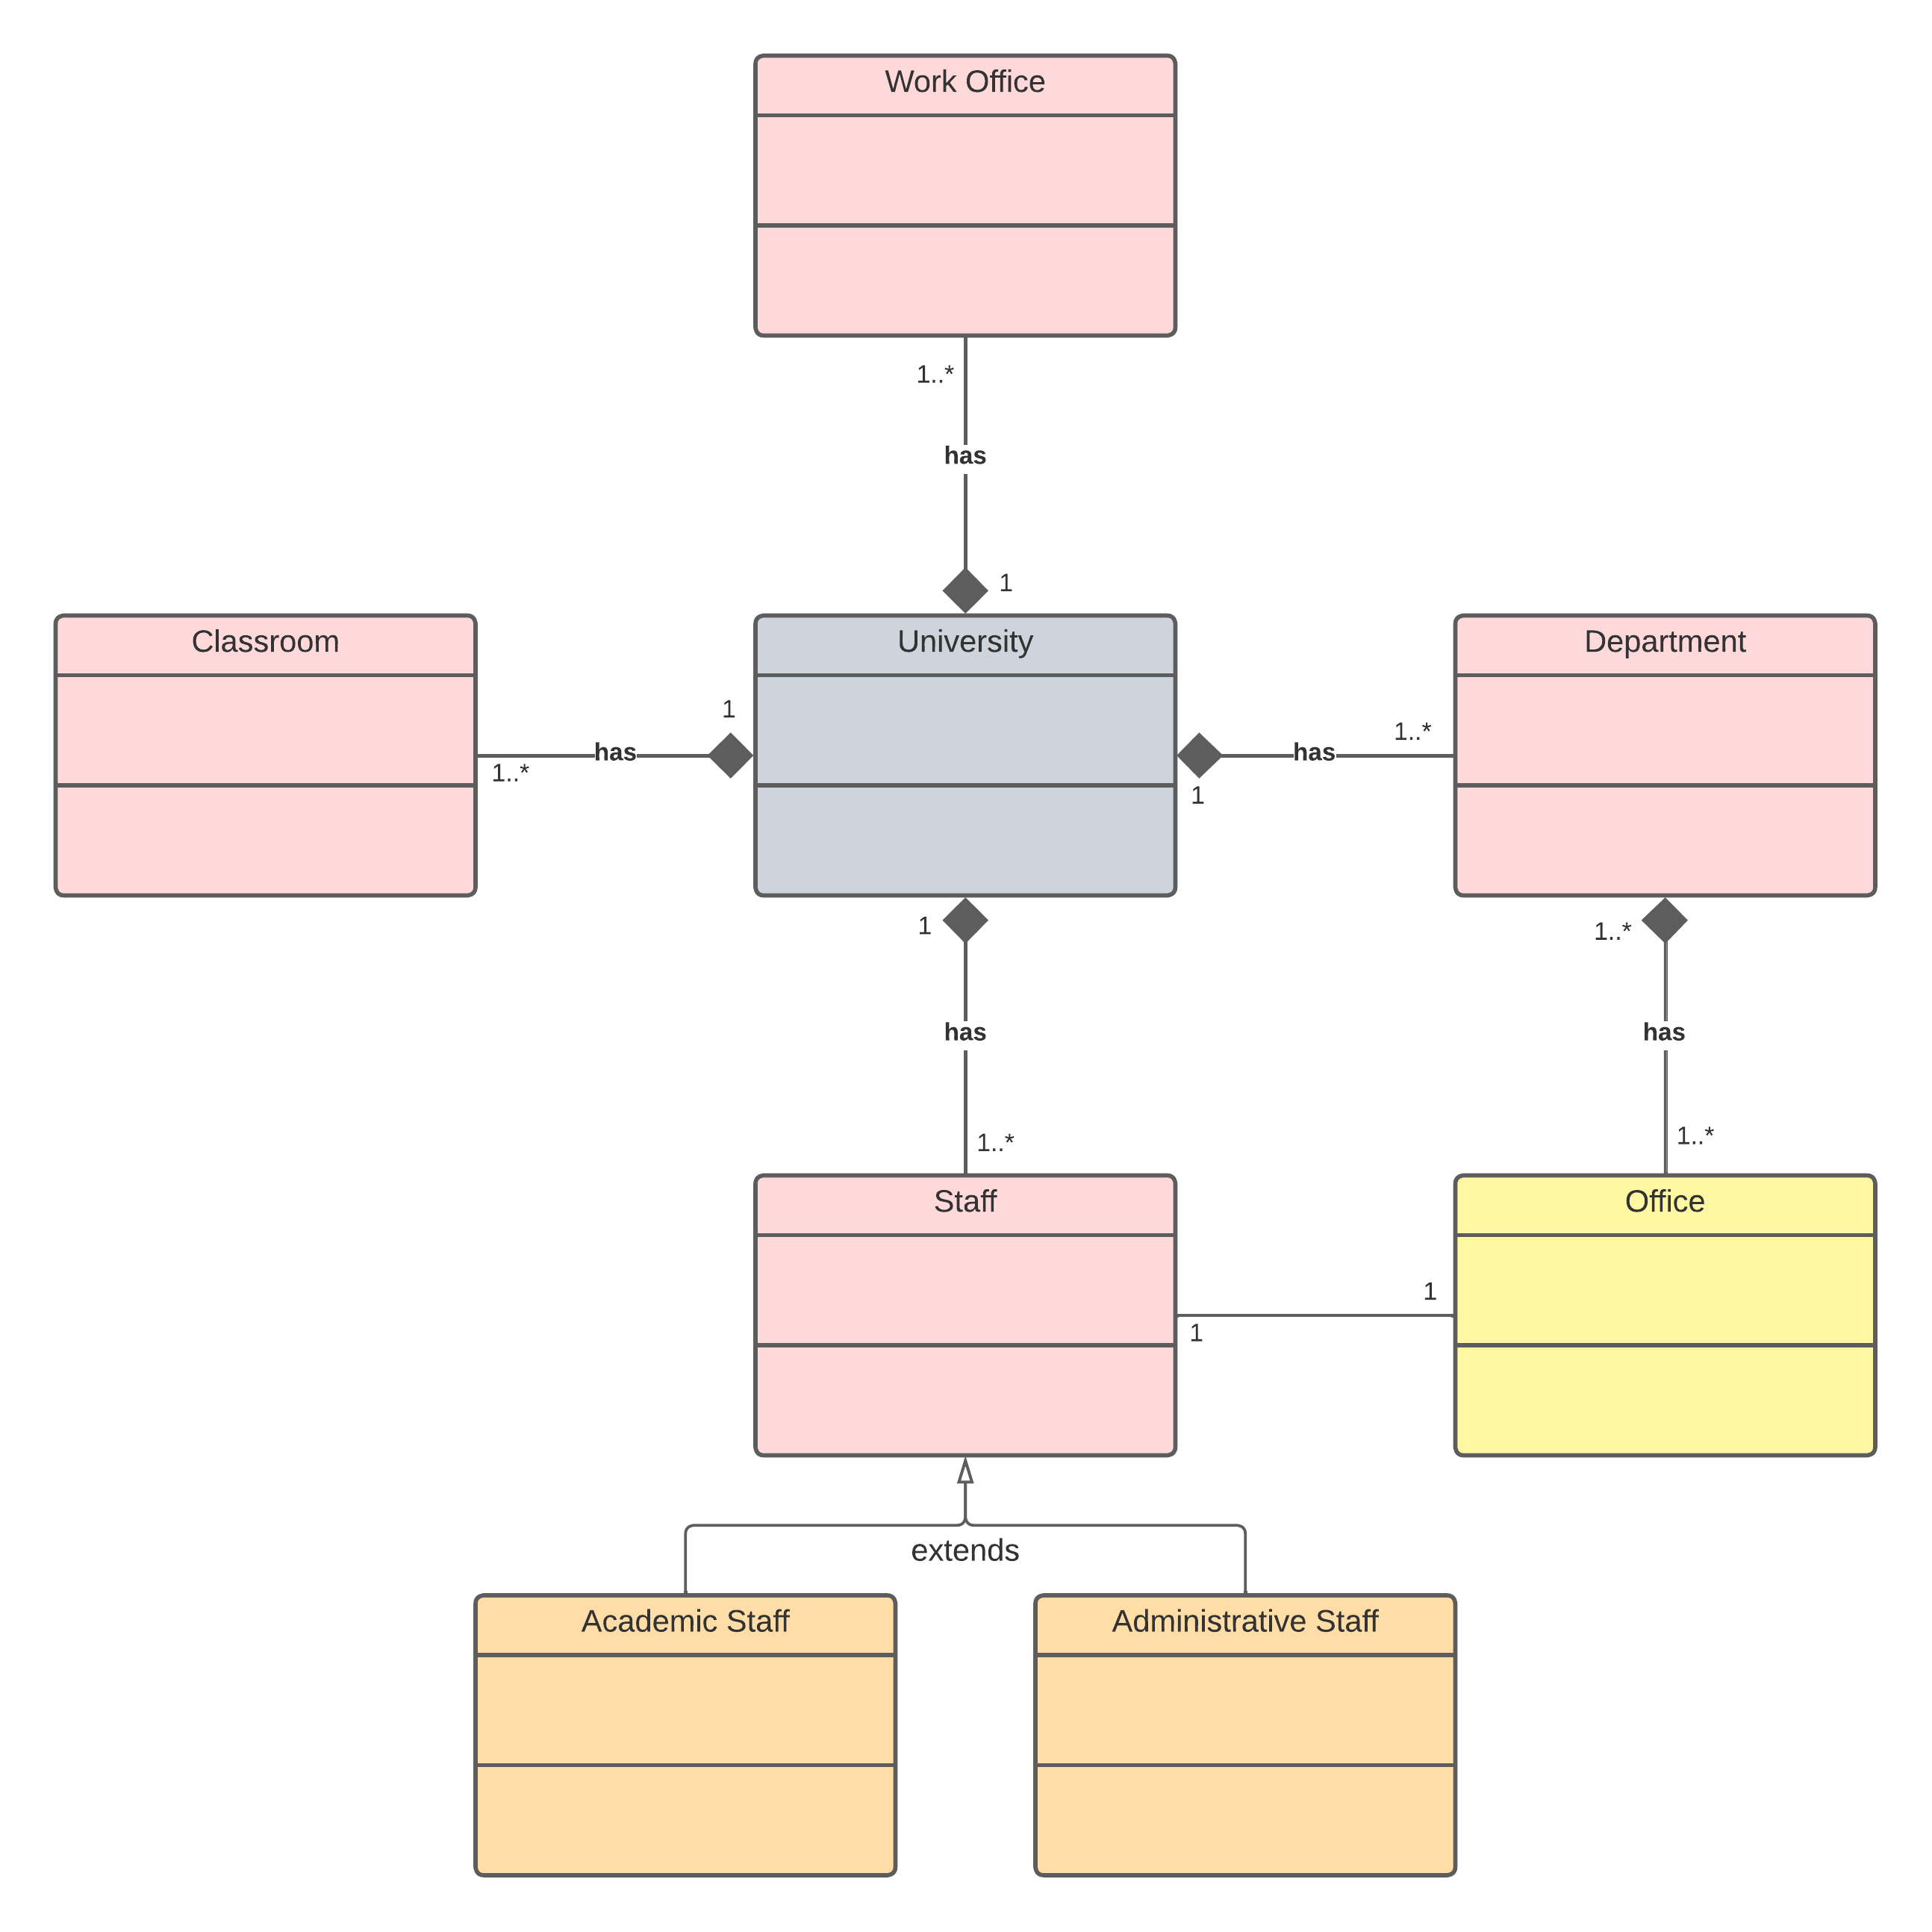 Work Office
1..*
has
1
Classroom
University
Department
1
1..*
has
has
1..*
1
1
1..*
has
has
1..*
1..*
Staff
Office
1
1
extends
Academic Staff
Administrative Staff